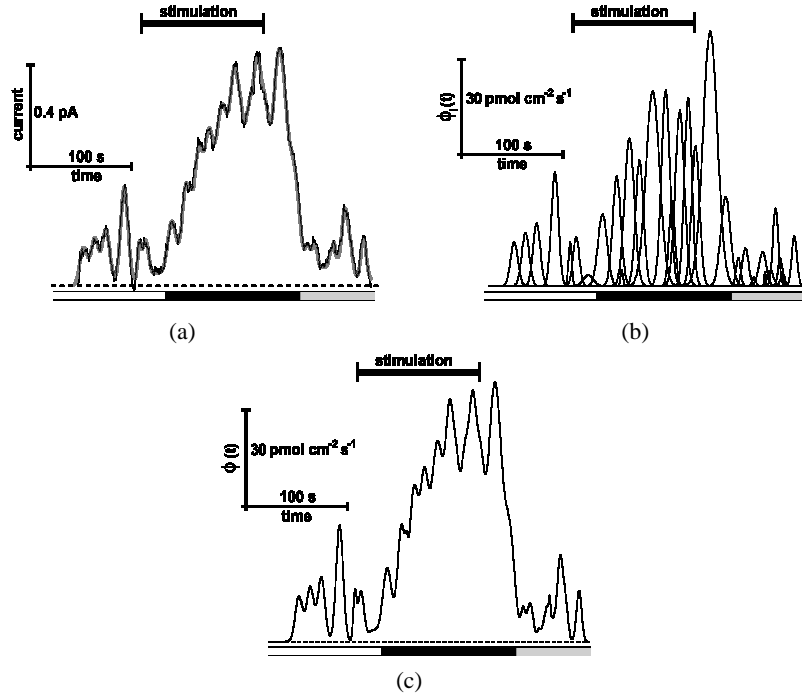 stimulation
current
0.4 pA
100 s
time
(a)
stimulation
ϕᵢ(t)
30 pmol cm⁻² s⁻¹
100 s
time
(b)
stimulation
ϕ (t)
30 pmol cm⁻² s⁻¹
100 s
time
(c)